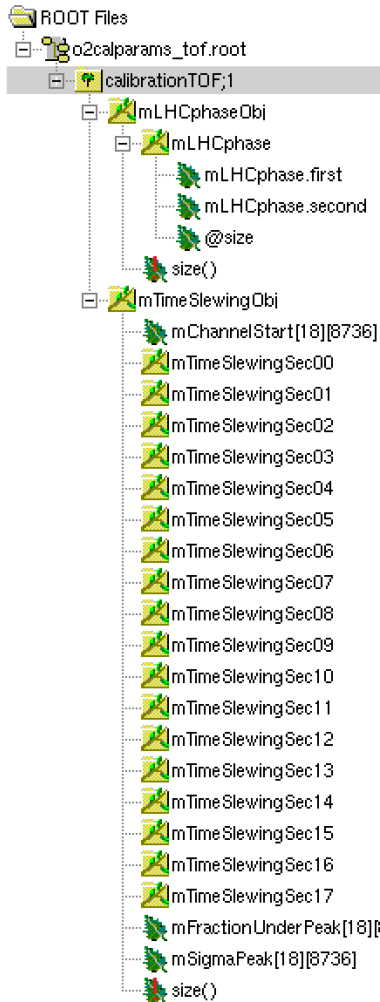 ROOT Files
o2calparams_tof.root
calibrationTOF;1
mLHCphaseObj
mLHCphase
mLHCphase.first
mLHCphase.second
@size
size()
mTimeSlewingObj
mChannelStart[18][8736]
mTimeSlewingSec00
mTimeSlewingSec01
mTimeSlewingSec02
mTimeSlewingSec03
mTimeSlewingSec04
mTimeSlewingSec05
mTimeSlewingSec06
mTimeSlewingSec07
mTimeSlewingSec08
mTimeSlewingSec09
mTimeSlewingSec10
mTimeSlewingSec11
mTimeSlewingSec12
mTimeSlewingSec13
mTimeSlewingSec14
mTimeSlewingSec15
mTimeSlewingSec16
mTimeSlewingSec17
mFractionUnderPeak[18][
mSigmaPeak[18][8736]
size()